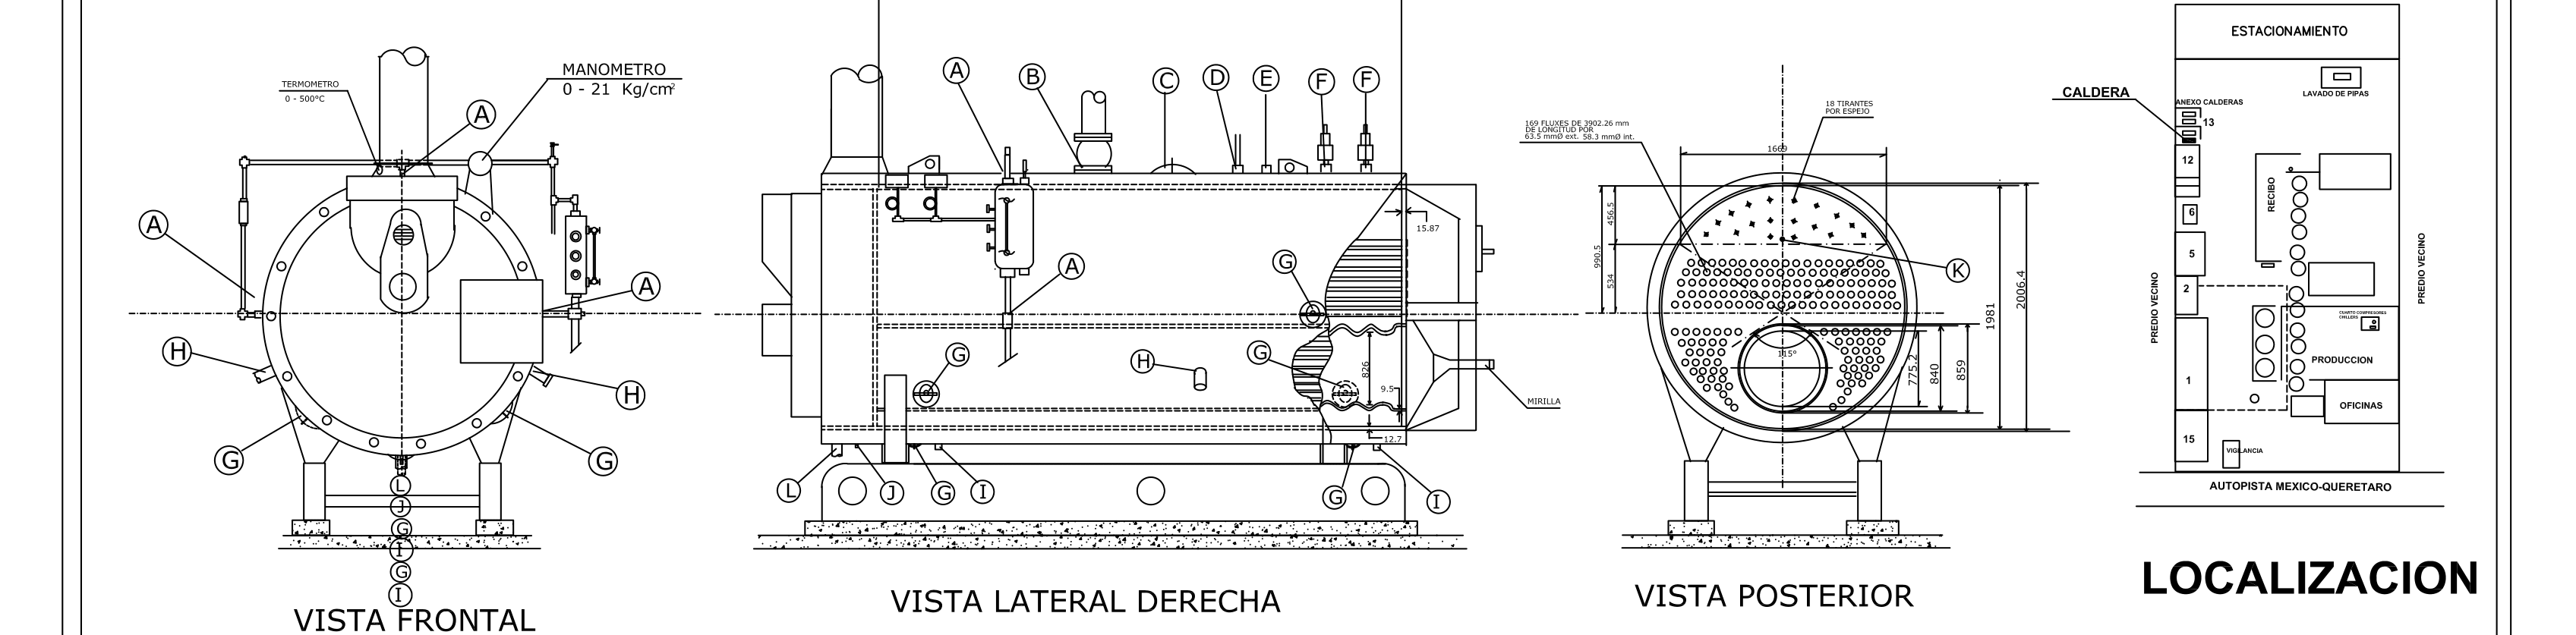 TERMOMETRO
0 - 500°C
MANOMETRO
0 - 21 Kg/cm²
A
A
A
H
H
G
G
L
J
G
I
G
I
VISTA FRONTAL
A
B
C
D
E
F
F
A
G
G
G
H
15.87
826
9.5
12.7
MIRILLA
L
J
G
I
G
I
VISTA LATERAL DERECHA
169 FLUXES DE 3902.26 mm
DE LONGITUD POR
63.5 mmØ ext. 58.3 mmØ int.
18 TIRANTES
POR ESPEJO
1669
456.5
990.5
534
K
115°
775.2
840
859
1981
2006.4
VISTA POSTERIOR
ESTACIONAMIENTO
LAVADO DE PIPAS
CALDERA
ANEXO CALDERAS
13
12
6
5
2
1
15
RECIBO
PREDIO VECINO
PREDIO VECINO
CUARTO COMPRESORES
CHILLERS
PRODUCCION
OFICINAS
VIGILANCIA
AUTOPISTA MEXICO-QUERETARO
LOCALIZACION